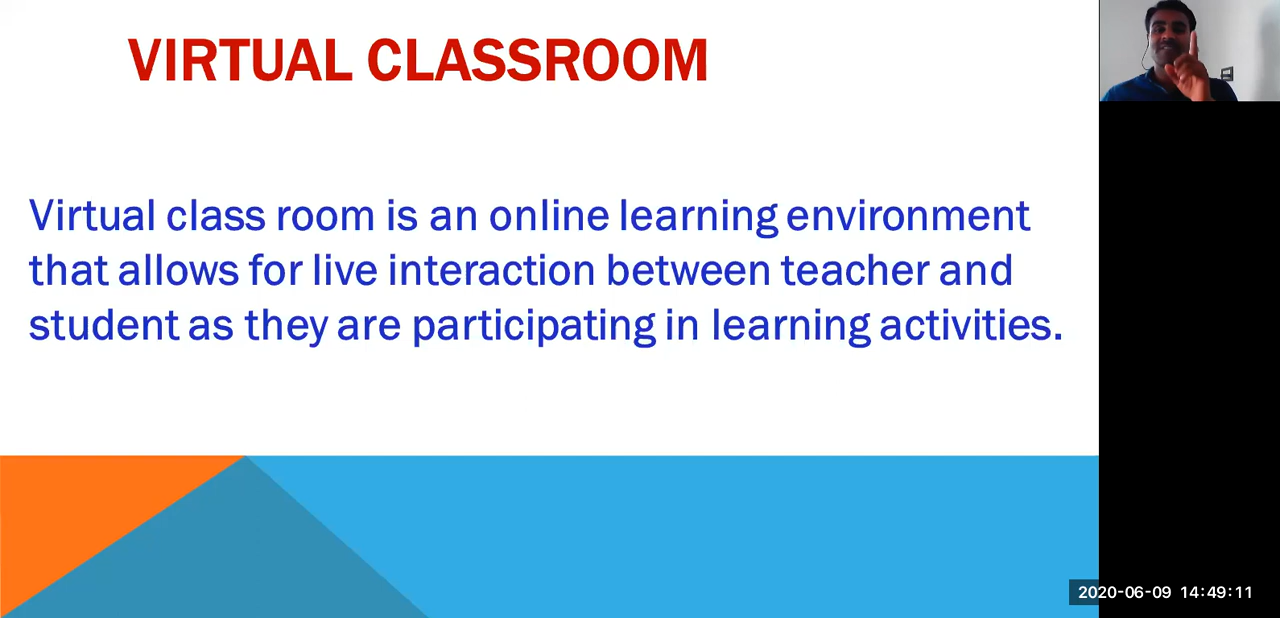 VIRTUAL CLASSROOM
Virtual class room is an online learning environment
that allows for live interaction between teacher and
student as they are participating in learning activities.
2020-06-09 14:49:11